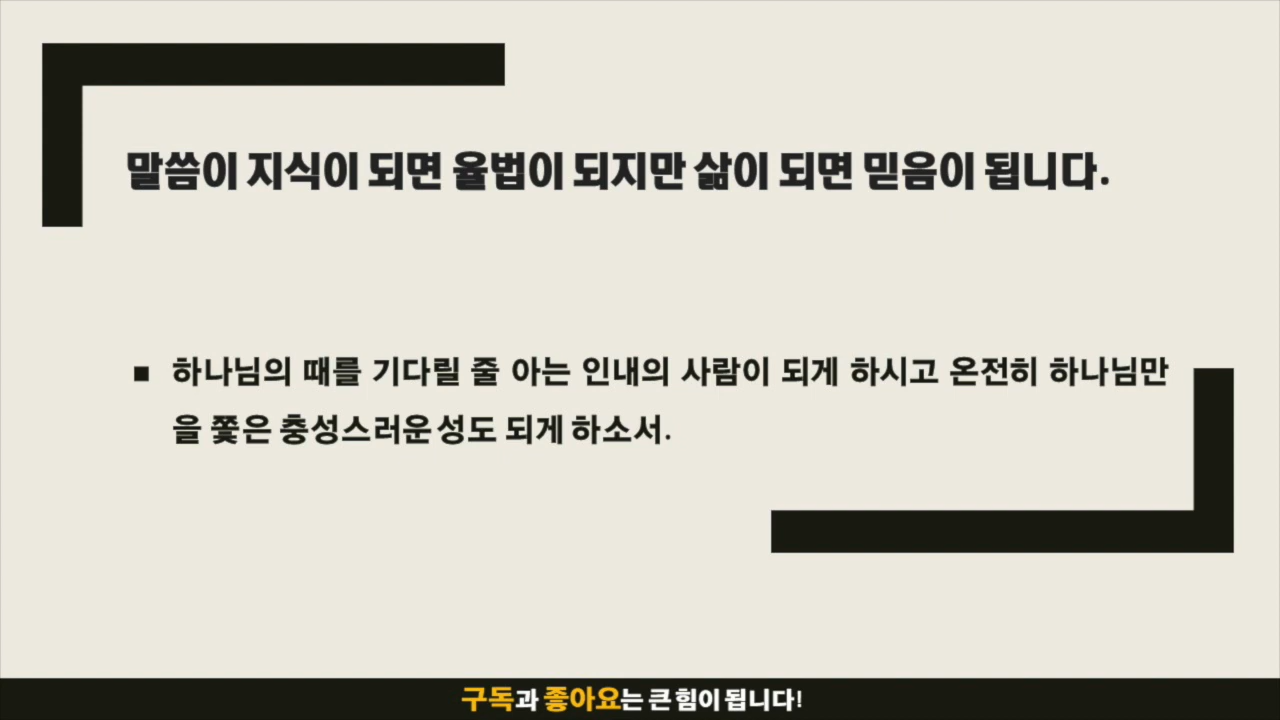 말씀이 지식이 되면 율법이 되지만 삶이 되면 믿음이 됩니다.
■ 하나님의 때를 기다릴 줄 아는 인내의 사람이 되게 하시고 온전히 하나님만
을 쫓은 충성스러운 성도 되게 하소서.
구독과 좋아요는 큰 힘이 됩니다!